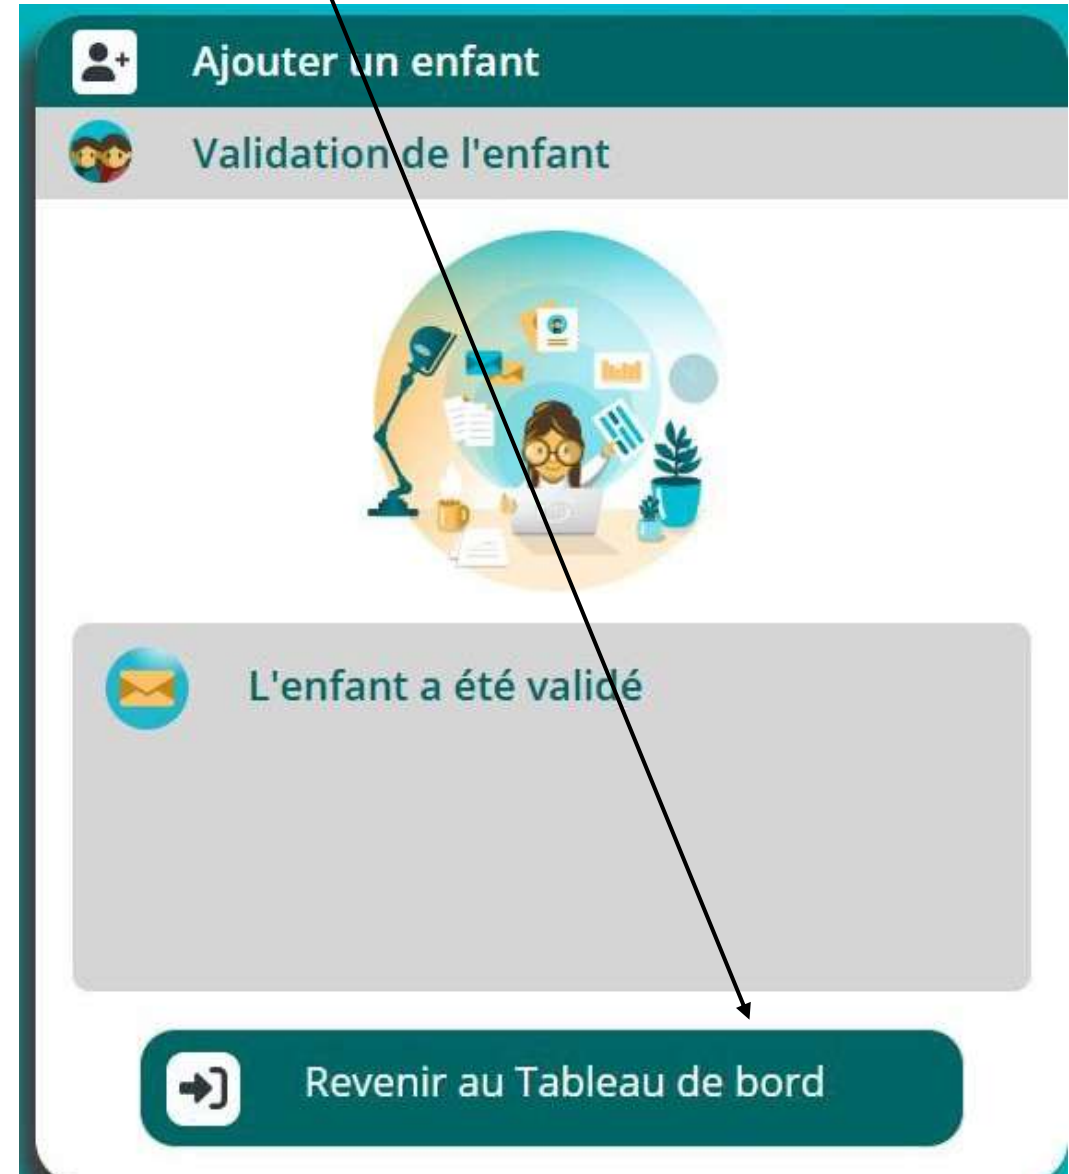 Ajouter un enfant
Validation de l'enfant
L'enfant a été validé
Revenir au Tableau de bord